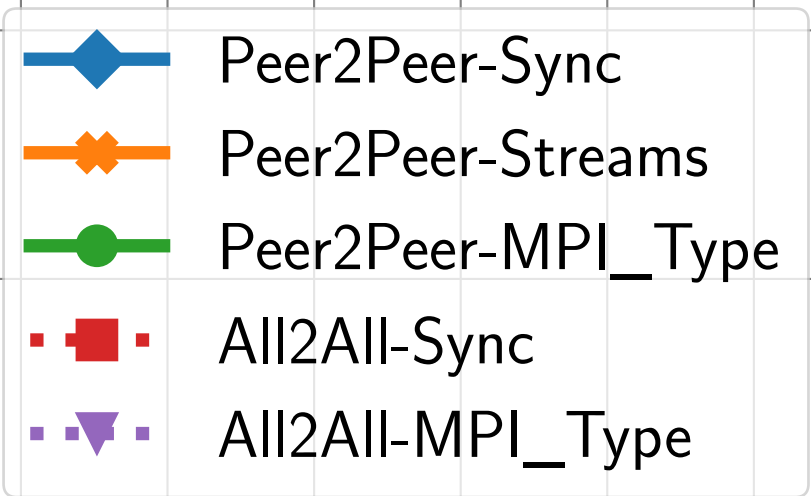 Peer2Peer-Sync
Peer2Peer-Streams
Peer2Peer-MPI_Type
All2All-Sync
All2All-MPI_Type